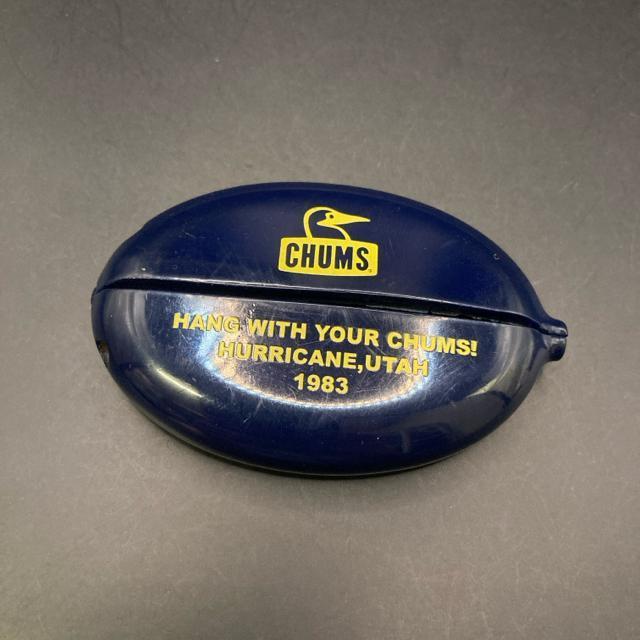 CHUMS
HANG WITH YOUR CHUMS!
HURRICANE,UTAH
1983